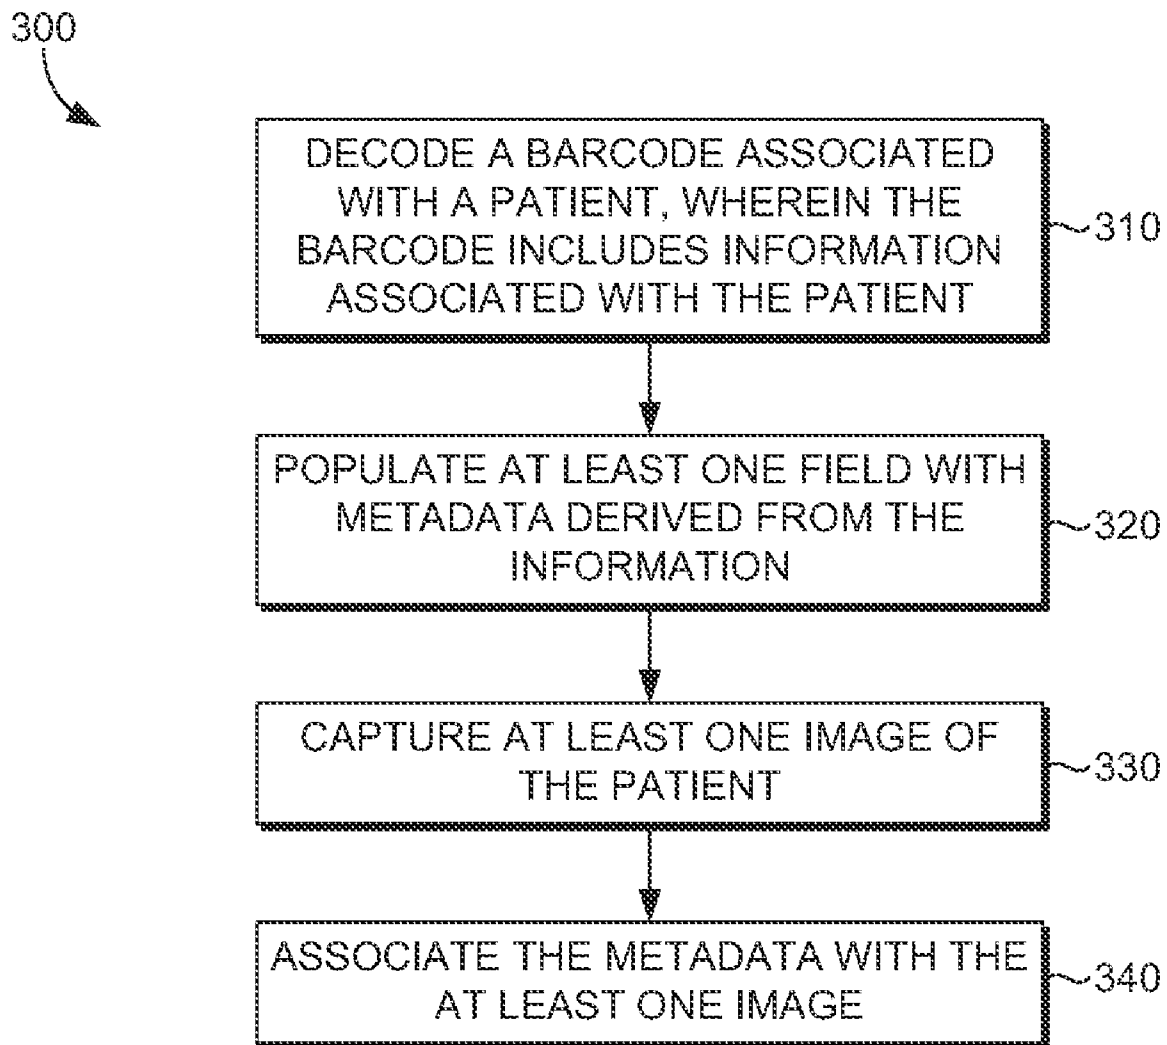 300
DECODE A BARCODE ASSOCIATED
WITH A PATIENT, WHEREIN THE
BARCODE INCLUDES INFORMATION
ASSOCIATED WITH THE PATIENT
310
POPULATE AT LEAST ONE FIELD WITH
METADATA DERIVED FROM THE
INFORMATION
320
CAPTURE AT LEAST ONE IMAGE OF
THE PATIENT
330
ASSOCIATE THE METADATA WITH THE
AT LEAST ONE IMAGE
340